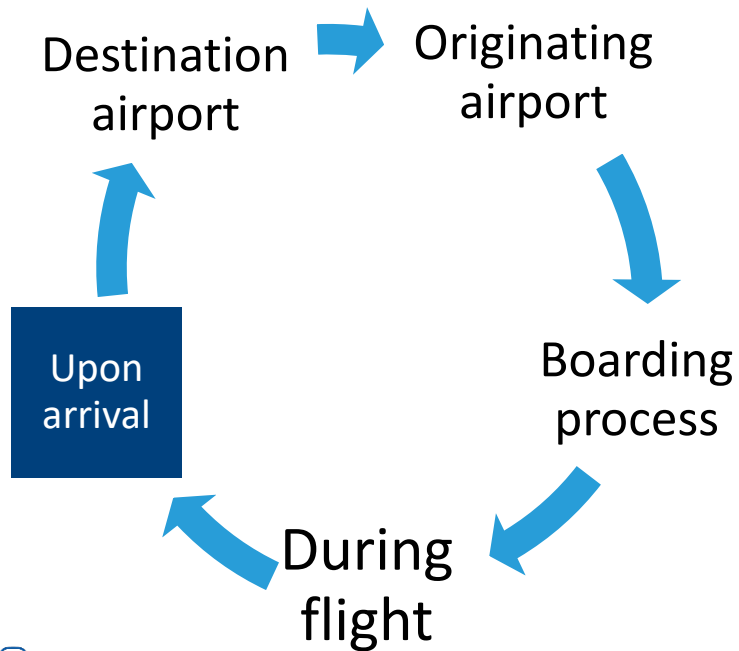 Destination
airport
Originating
airport
Boarding
process
During
flight
Upon
arrival